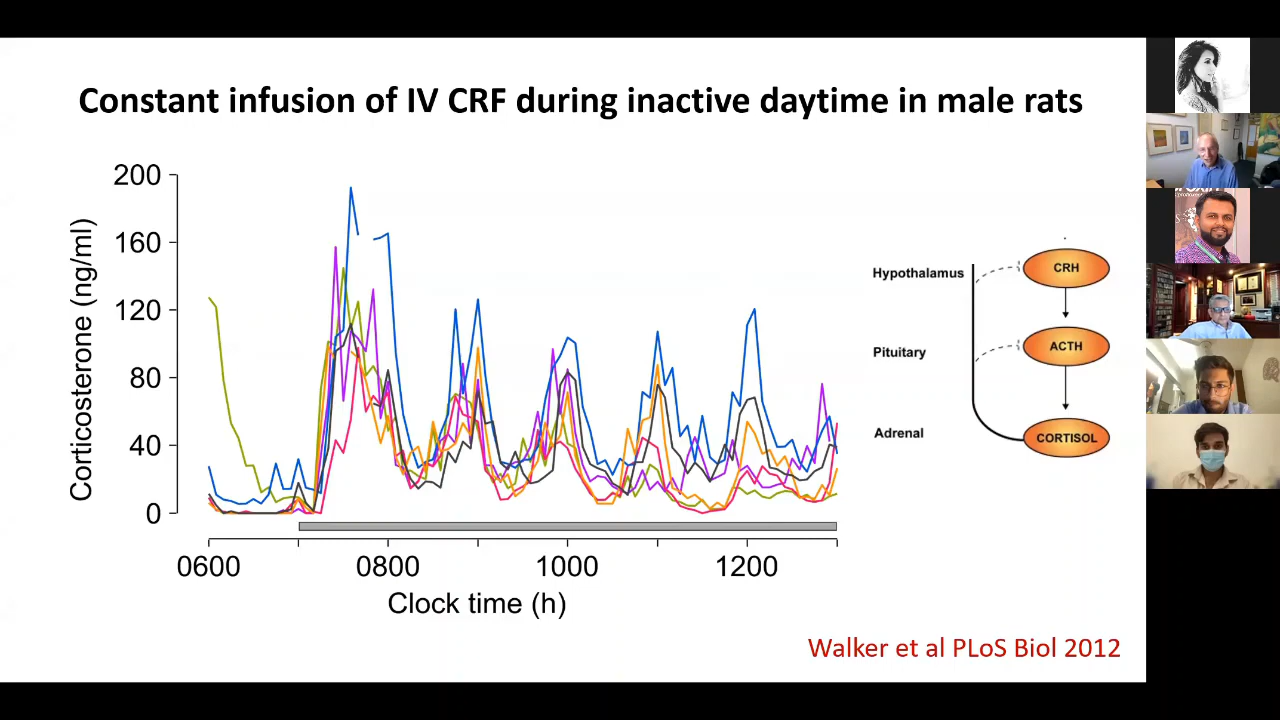 Constant infusion of IV CRF during inactive daytime in male rats
Corticosterone (ng/ml)
200
160
120
80
40
0
0600
0800
1000
1200
Clock time (h)
Hypothalamus
CRH
Pituitary
ACTH
Adrenal
CORTISOL
Walker et al PLoS Biol 2012